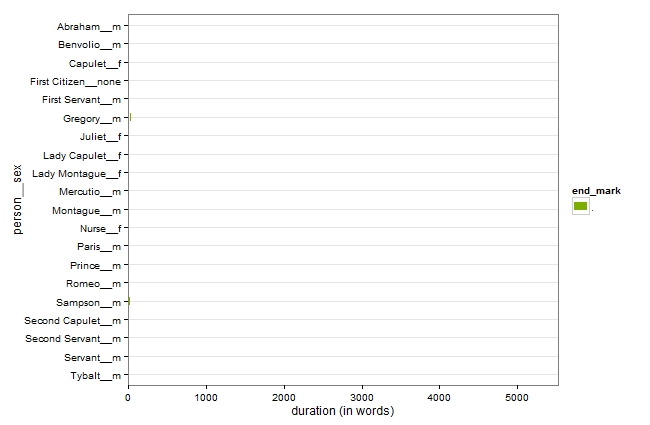 Abraham__m
Benvolio__m
Capulet__f
First Citizen__none
First Servant__m
Gregory__m
Juliet__f
Lady Capulet__f
Lady Montague__f
Mercutio__m
Montague__m
Nurse__f
Paris__m
Prince__m
Romeo__m
Sampson__m
Second Capulet__m
Second Servant__m
Servant__m
Tybalt__m
person__sex
0 1000 2000 3000 4000 5000
duration (in words)
end_mark
.